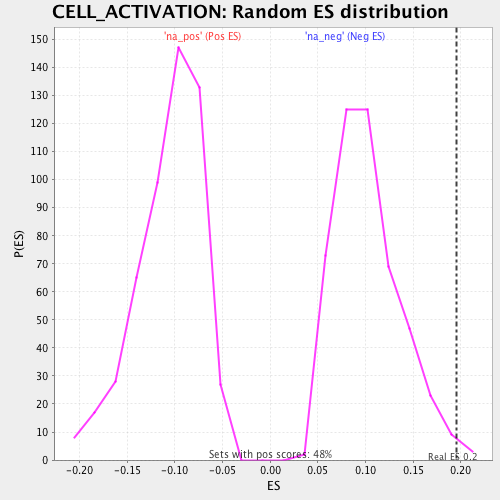 CELL_ACTIVATION: Random ES distribution
'na_pos' (Pos ES) 'na_neg' (Neg ES)
150
140
130
120
110
100
90
80
70
60
50
40
30
20
10
0
P(ES)
Sets with pos scores: 48%
Real ES 0.2
-0.20 -0.15 -0.10 -0.05 0.00 0.05 0.10 0.15 0.20
ES